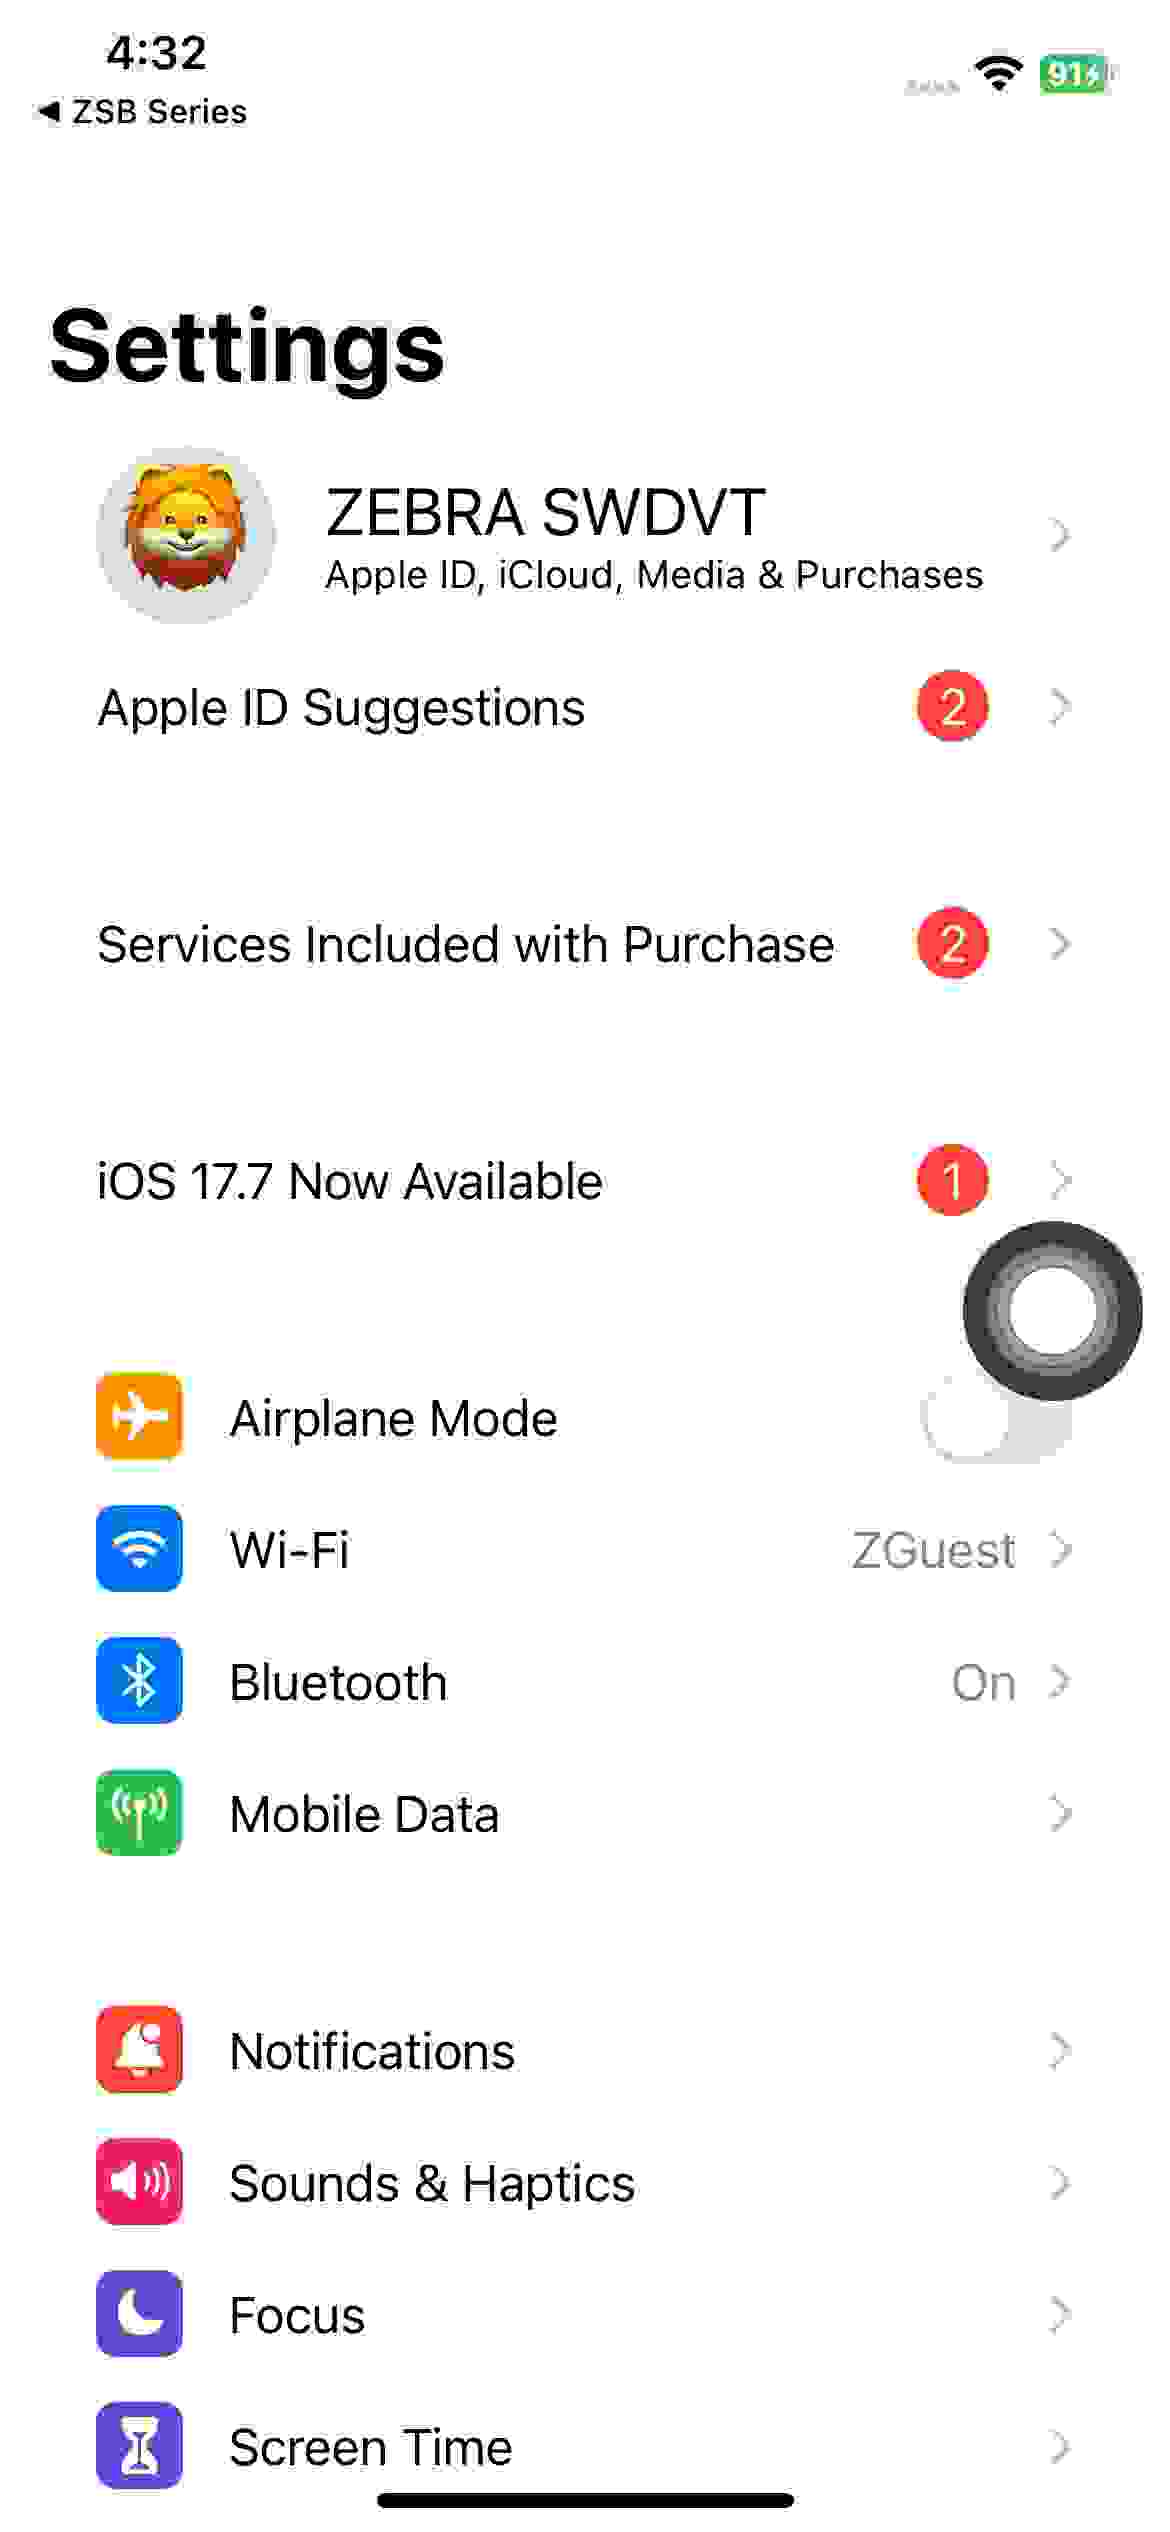 4:32
91
◀ ZSB Series
Settings
ZEBRA SWDVT
Apple ID, iCloud, Media & Purchases
Apple ID Suggestions 2
Services Included with Purchase 2
iOS 17.7 Now Available 1
Airplane Mode
Wi-Fi ZGuest
Bluetooth On
Mobile Data
Notifications
Sounds & Haptics
Focus
Screen Time